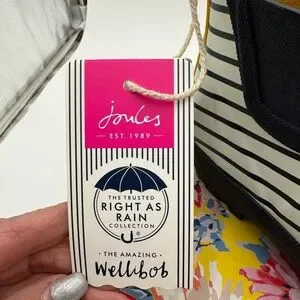 Joules
EST. 1989
THE TRUSTED
RIGHT AS
RAIN
COLLECTION
®
· THE AMAZING ·
Wellibob